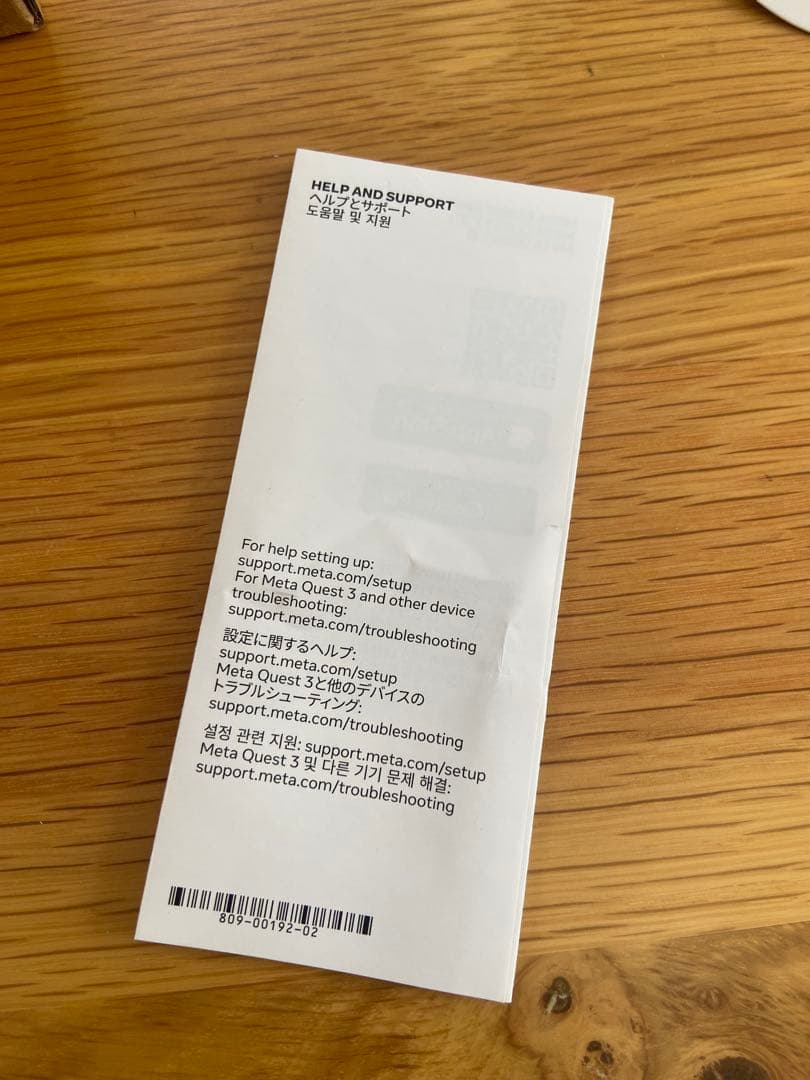 HELP AND SUPPORT
ヘルプとサポート
도움말 및 지원
For help setting up:
support.meta.com/setup
For Meta Quest 3 and other device
troubleshooting:
support.meta.com/troubleshooting
設定に関するヘルプ:
support.meta.com/setup
Meta Quest 3と他のデバイスの
トラブルシューティング:
support.meta.com/troubleshooting
설정 관련 지원: support.meta.com/setup
Meta Quest 3 및 다른 기기 문제 해결:
support.meta.com/troubleshooting
809-00192-02